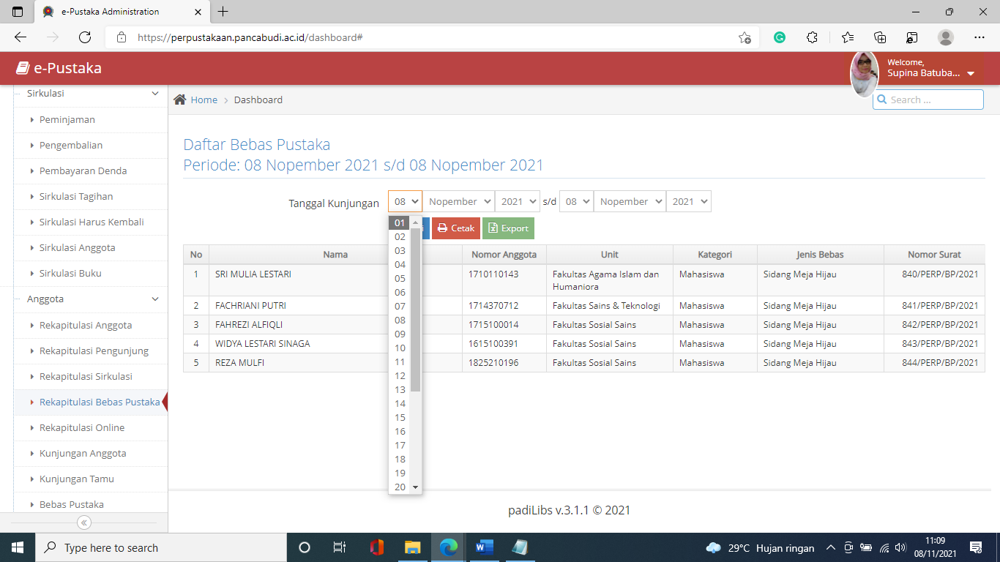 e-Pustaka Administration
https://perpustakaan.pancabudi.ac.id/dashboard#
e-Pustaka
Welcome,
Supina Batuba...
Sirkulasi
Peminjaman
Pengembalian
Pembayaran Denda
Sirkulasi Tagihan
Sirkulasi Harus Kembali
Sirkulasi Anggota
Sirkulasi Buku
Anggota
Rekapitulasi Anggota
Rekapitulasi Pengunjung
Rekapitulasi Sirkulasi
Rekapitulasi Bebas Pustaka
Rekapitulasi Online
Kunjungan Anggota
Kunjungan Tamu
Bebas Pustaka
Home > Dashboard
Search ...
Daftar Bebas Pustaka
Periode: 08 Nopember 2021 s/d 08 Nopember 2021
Tanggal Kunjungan 08 Nopember 2021 s/d 08 Nopember 2021
Cetak Export
01
02
03
04
05
06
07
08
09
10
11
12
13
14
15
16
17
18
19
20
No Nama Nomor Anggota Unit Kategori Jenis Bebas Nomor Surat
1 SRI MULIA LESTARI 1710110143 Fakultas Agama Islam dan Humaniora Mahasiswa Sidang Meja Hijau 840/PERP/BP/2021
2 FACHRIANI PUTRI 1714370712 Fakultas Sains & Teknologi Mahasiswa Sidang Meja Hijau 841/PERP/BP/2021
3 FAHREZI ALFIQLI 1715100014 Fakultas Sosial Sains Mahasiswa Sidang Meja Hijau 842/PERP/BP/2021
4 WIDYA LESTARI SINAGA 1615100391 Fakultas Sosial Sains Mahasiswa Sidang Meja Hijau 843/PERP/BP/2021
5 REZA MULFI 1825210196 Fakultas Sosial Sains Mahasiswa Sidang Meja Hijau 844/PERP/BP/2021
padiLibs v.3.1.1 © 2021
Type here to search
29°C Hujan ringan
11:09
08/11/2021